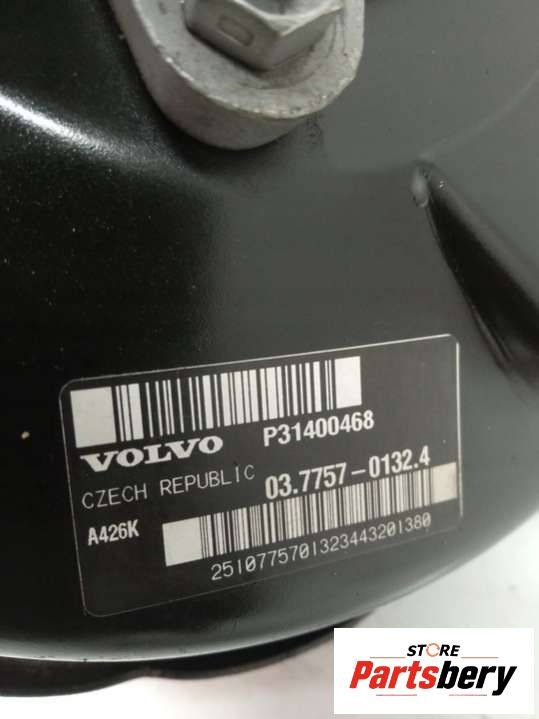 P31400468
VOLVO
CZECH REPUBLIC 03.7757-0132.4
A426K
2510775701323443201380
STORE
Partsbery